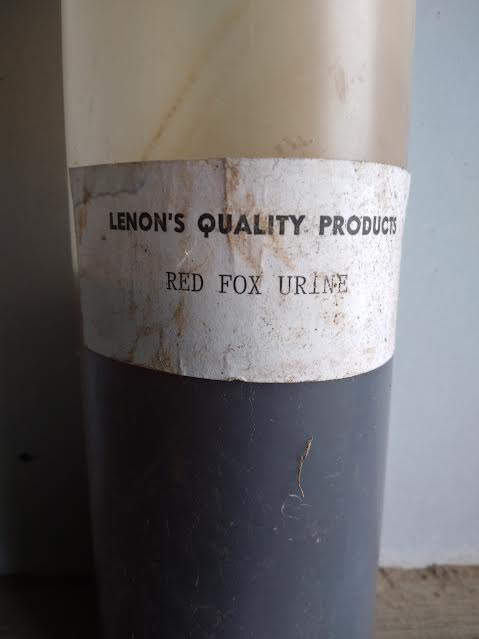 LENON'S QUALITY PRODUCTS
RED FOX URINE